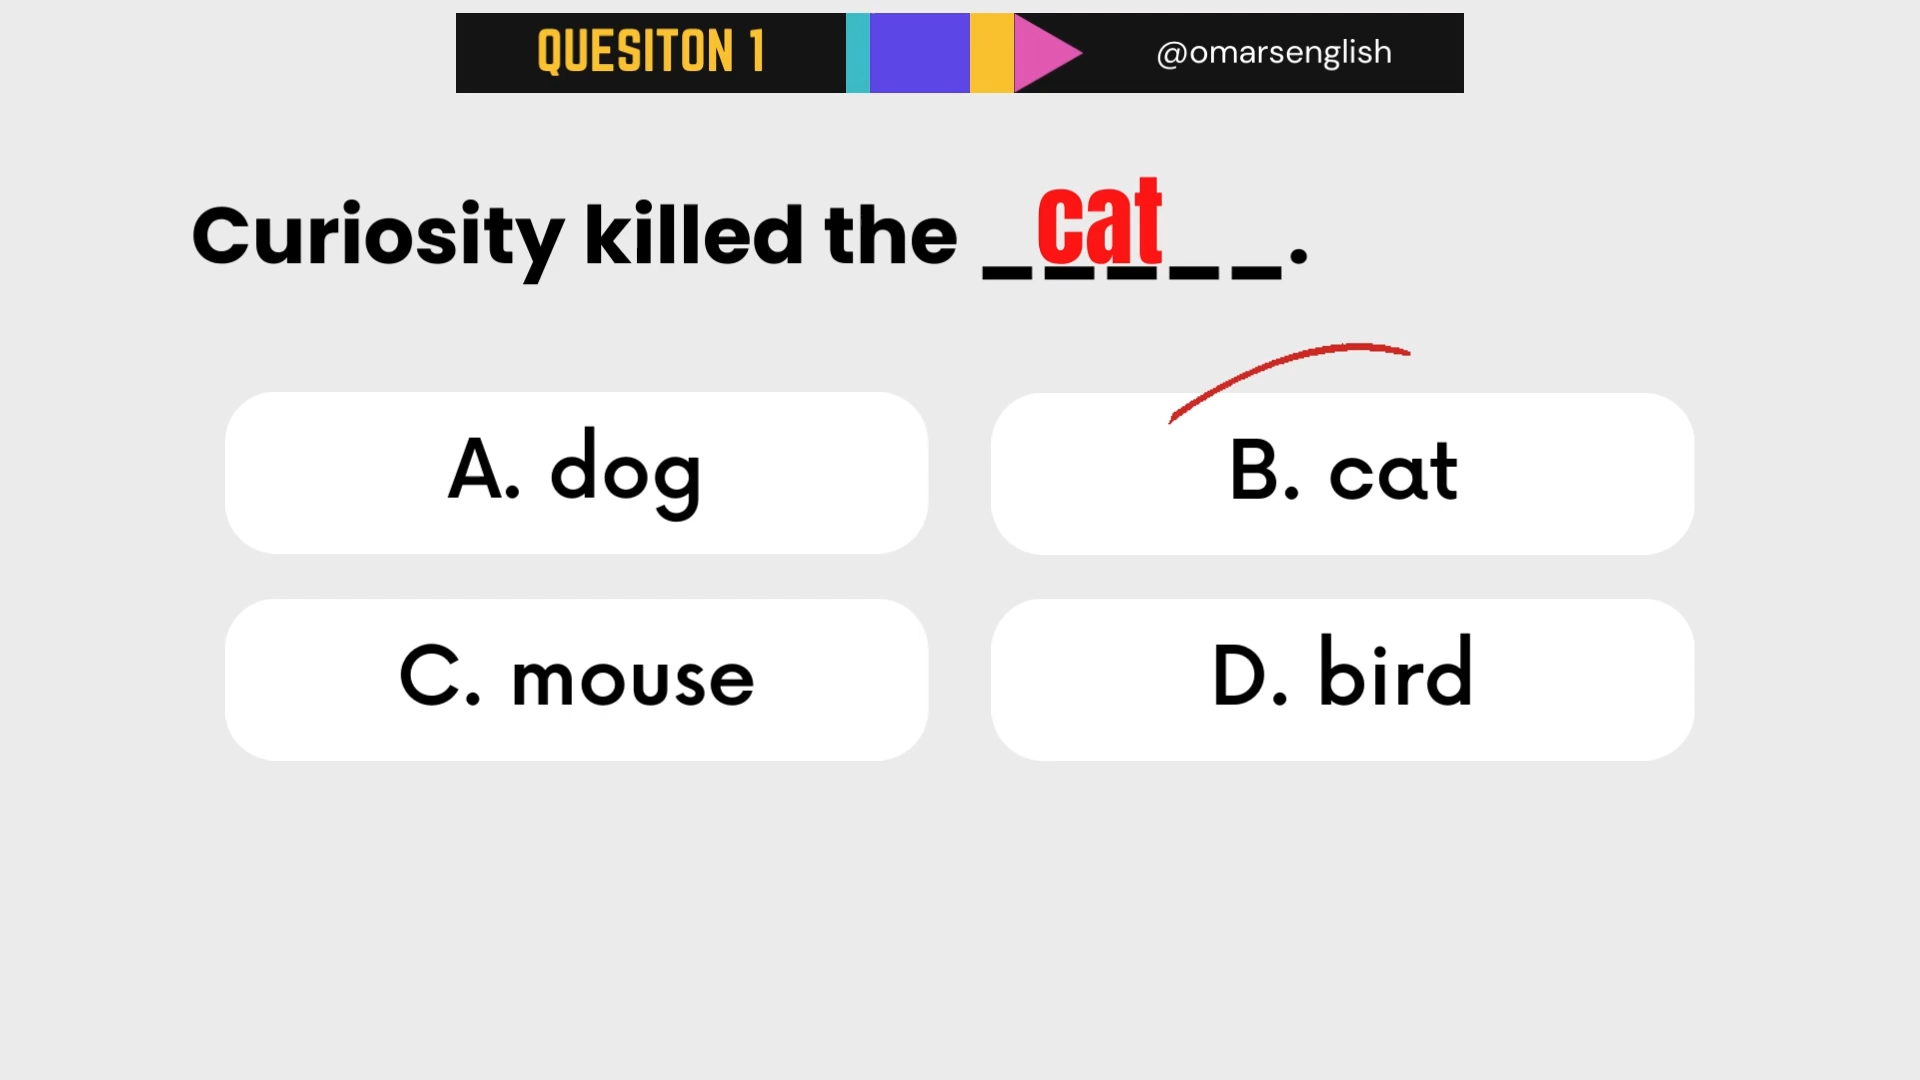 QUESITON 1
@omarsenglish
Curiosity killed the _cat__.
A. dog
B. cat
C. mouse
D. bird